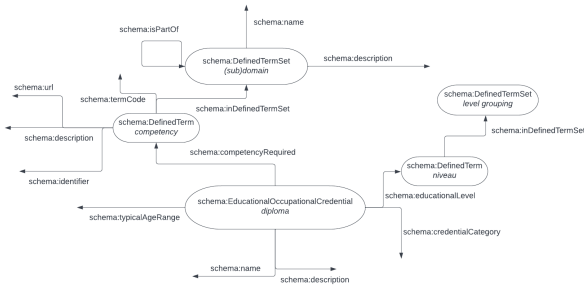 schema:name
schema:isPartOf
schema:DefinedTermSet
(sub)domain
schema:description
schema:url
schema:termCode
schema:inDefinedTermSet
schema:DefinedTermSet
level grouping
schema:DefinedTerm
competency
schema:description
schema:inDefinedTermSet
schema:competencyRequired
schema:DefinedTerm
niveau
schema:identifier
schema:educationalLevel
schema:EducationalOccupationalCredential
diploma
schema:typicalAgeRange
schema:credentialCategory
schema:name
schema:description